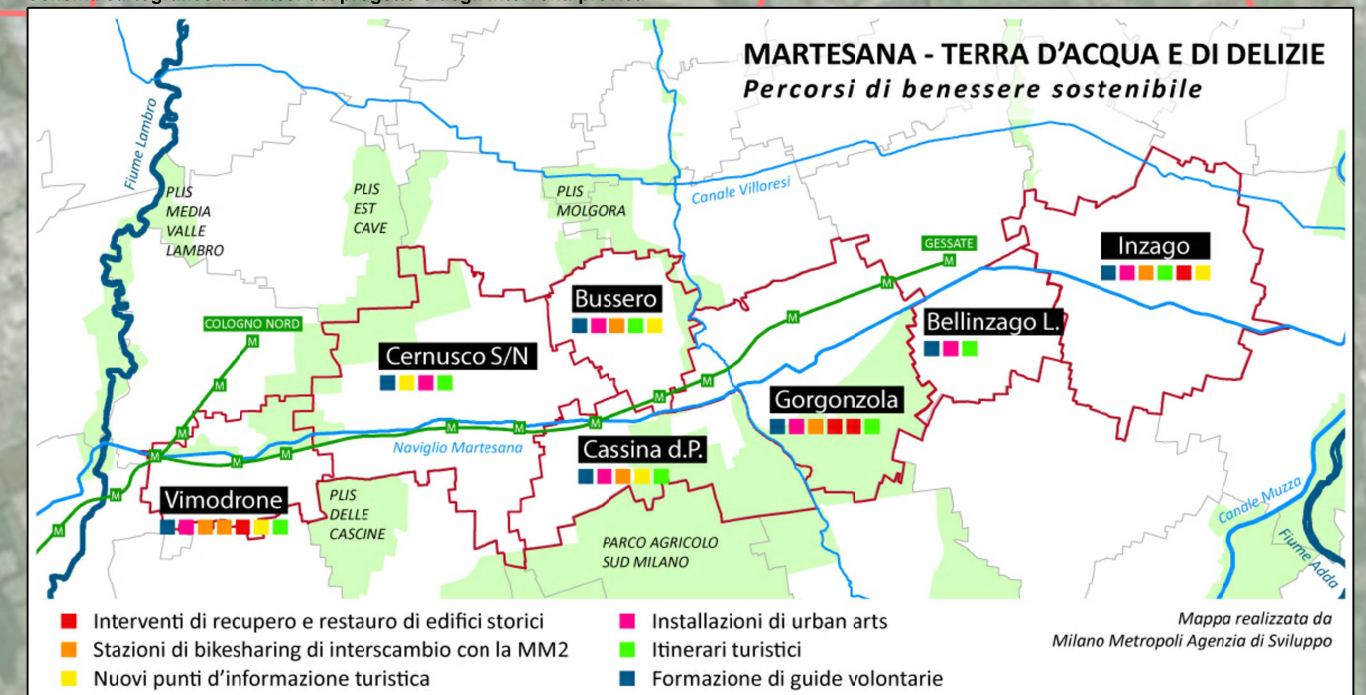 MARTESANA - TERRA D'ACQUA E DI DELIZIE
Percorsi di benessere sostenibile
Fiume Lambro
PLIS
MEDIA
VALLE
LAMBRO
PLIS
EST
CAVE
PLIS
MOLGORA
Canale Villoresi
GESSATE
M
Inzago
COLOGNO NORD
M
Bussero
Bellinzago L.
Cernusco S/N
M
M
M
M
M
Gorgonzola
M
M
M
M
M
Naviglio Martesana
Cassina d.P.
M
M
M
Vimodrone
M
M
PLIS
DELLE
CASCINE
PARCO AGRICOLO
SUD MILANO
Canale Muzza
Fiume Adda
Interventi di recupero e restauro di edifici storici
Stazioni di bikesharing di interscambio con la MM2
Nuovi punti d'informazione turistica
Installazioni di urban arts
Itinerari turistici
Formazione di guide volontarie
Mappa realizzata da
Milano Metropoli Agenzia di Sviluppo